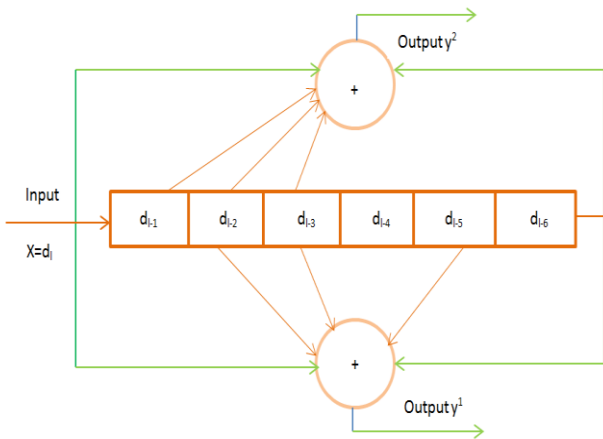 Output y²
+
Input
X=dₗ
dₗ₋₁ dₗ₋₂ dₗ₋₃ dₗ₋₄ dₗ₋₅ dₗ₋₆
+
Output y¹